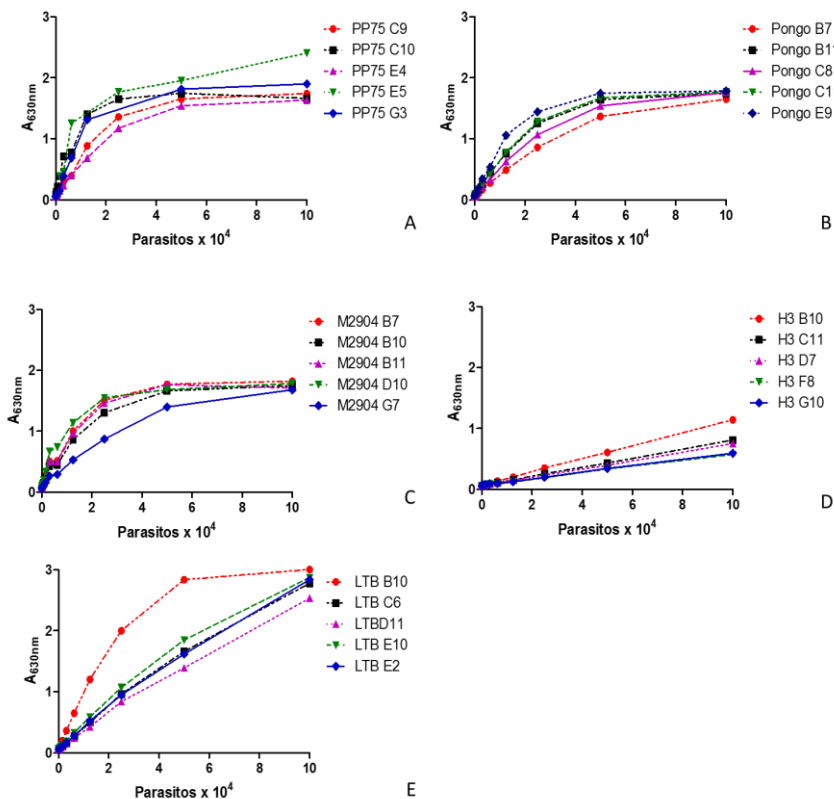 3
2
1
0
A630nm
0 2 4 6 8 10
Parasitos x 10⁴
PP75 C9
PP75 C10
PP75 E4
PP75 E5
PP75 G3
A
3
2
1
0
A630nm
0 2 4 6 8 10
Parasitos x 10⁴
Pongo B7
Pongo B11
Pongo C8
Pongo C1
Pongo E9
B
3
2
1
0
A630nm
0 2 4 6 8 10
Parasitos x 10⁴
M2904 B7
M2904 B10
M2904 B11
M2904 D10
M2904 G7
C
3
2
1
0
A630nm
0 2 4 6 8 10
Parasitos x 10⁴
H3 B10
H3 C11
H3 D7
H3 F8
H3 G10
D
3
2
1
0
A630nm
0 2 4 6 8 10
Parasitos x 10⁴
LTB B10
LTB C6
LTBD11
LTB E10
LTB E2
E